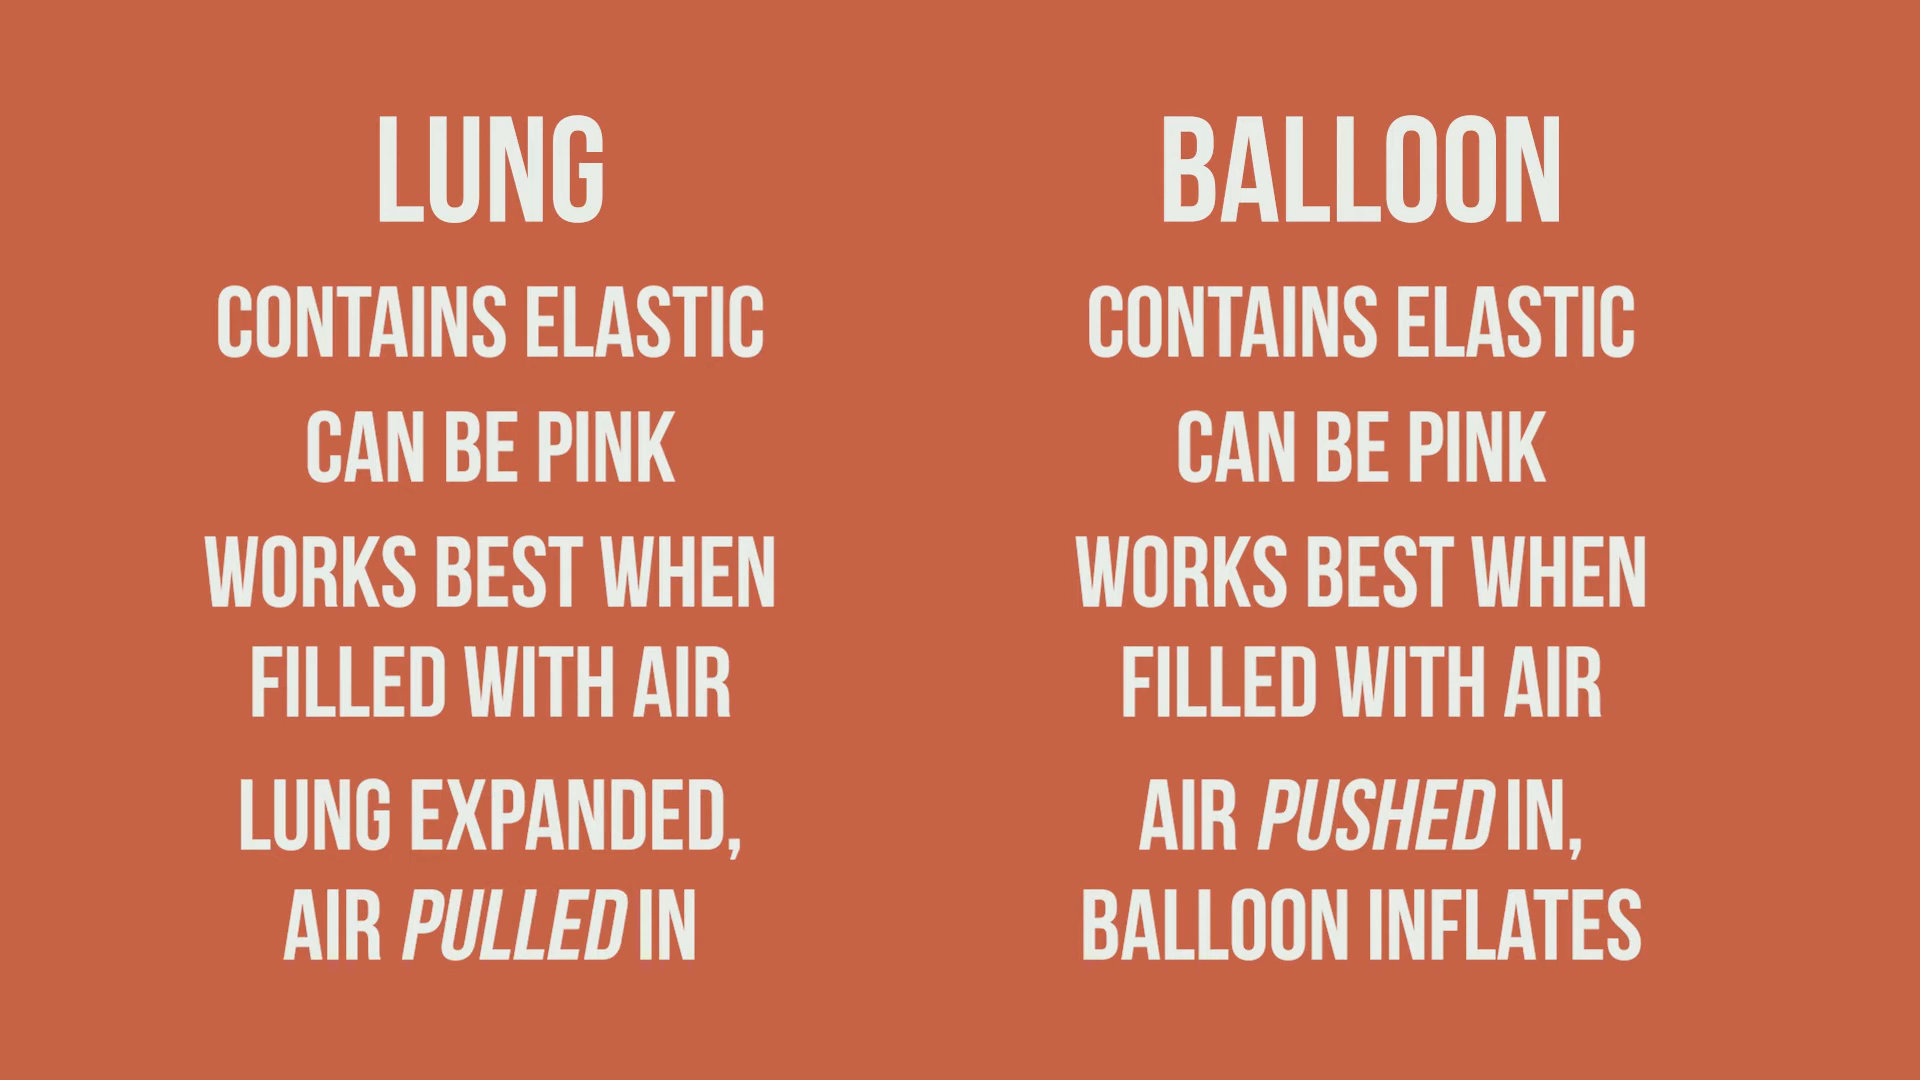 LUNG
CONTAINS ELASTIC
CAN BE PINK
WORKS BEST WHEN
FILLED WITH AIR
LUNG EXPANDED,
AIR PULLED IN
BALLOON
CONTAINS ELASTIC
CAN BE PINK
WORKS BEST WHEN
FILLED WITH AIR
AIR PUSHED IN,
BALLOON INFLATES